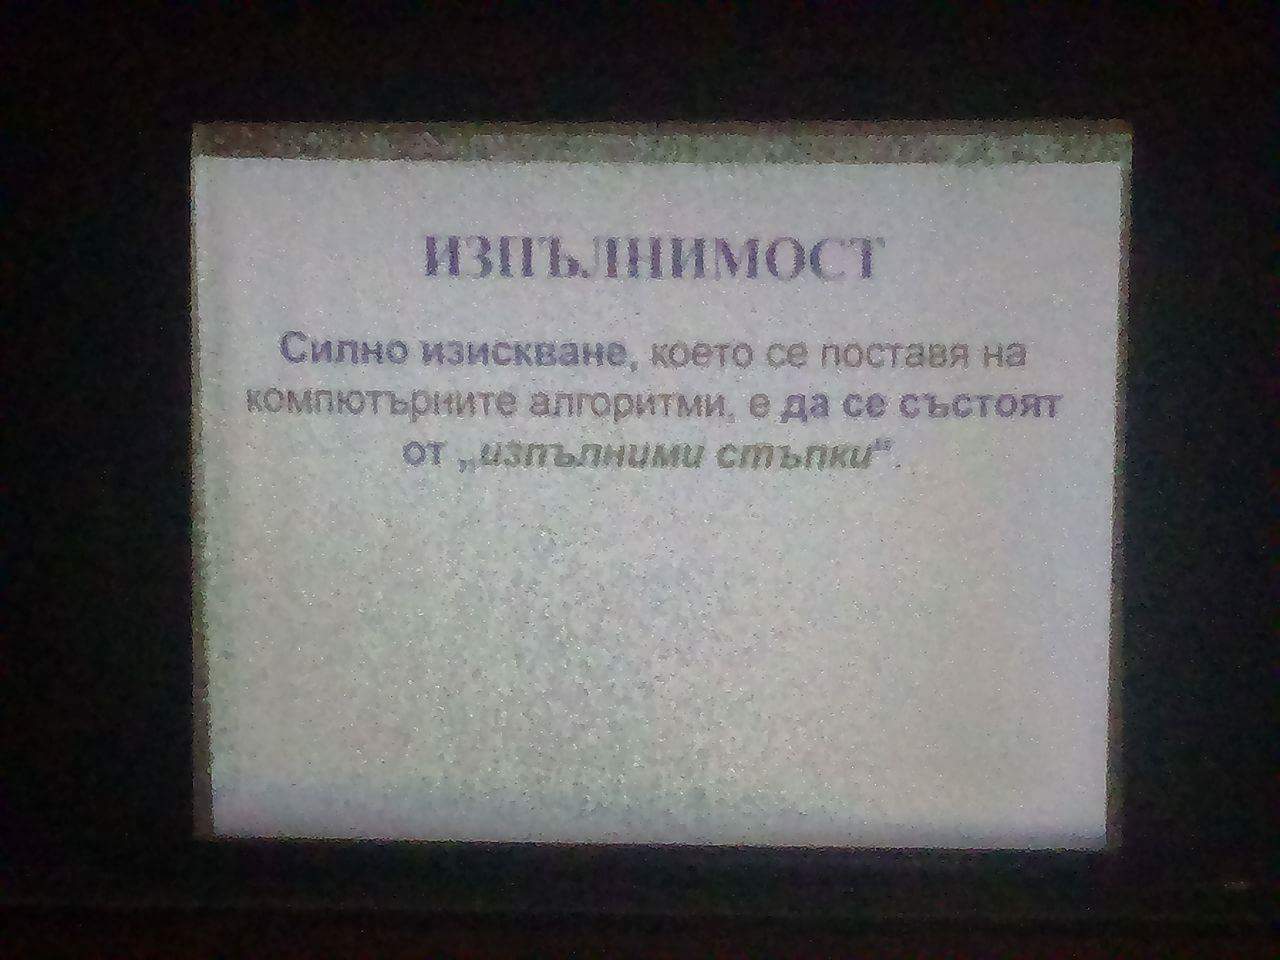 ИЗПЪЛНИМОСТ
Силно изискване, което се поставя на
компютърните алгоритми, е да се състоят
от „изпълними стъпки“.